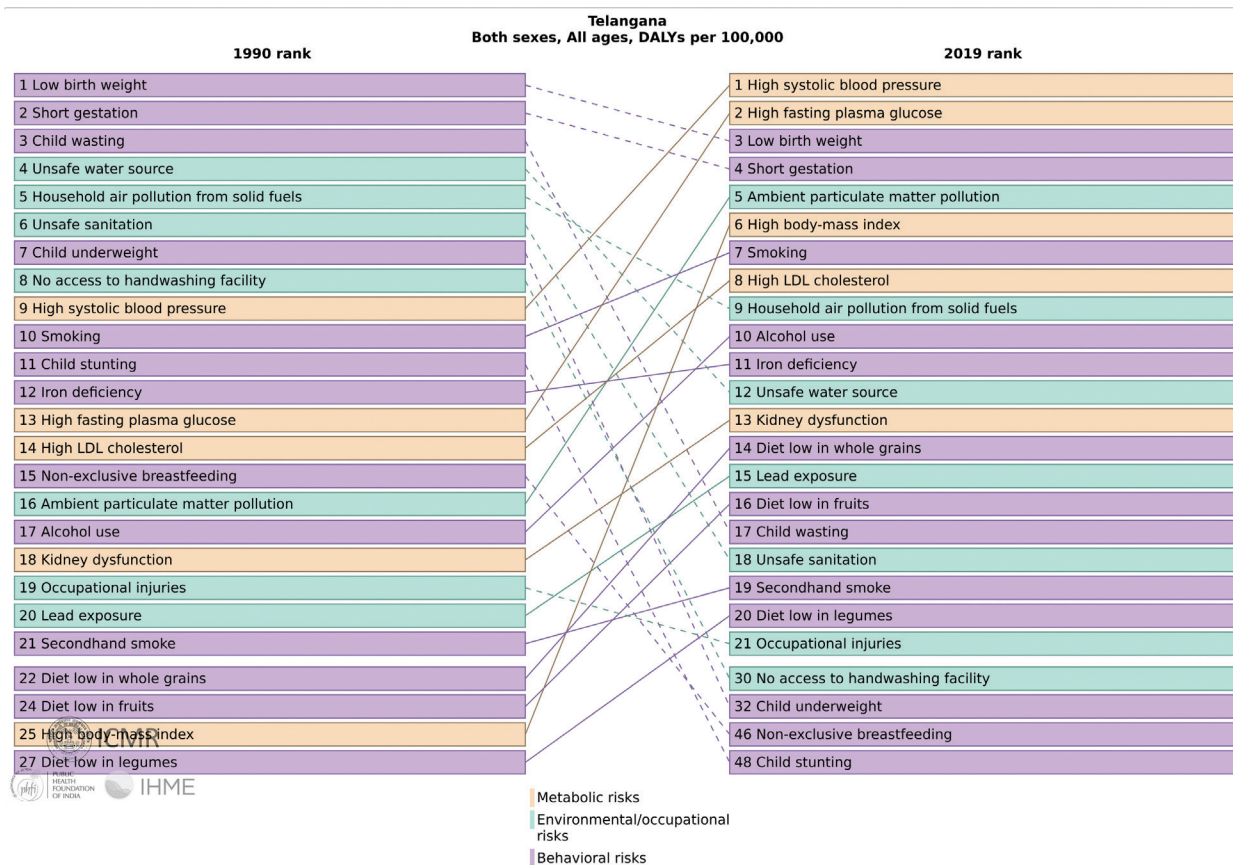 Telangana
Both sexes, All ages, DALYs per 100,000
1990 rank
1 Low birth weight
2 Short gestation
3 Child wasting
4 Unsafe water source
5 Household air pollution from solid fuels
6 Unsafe sanitation
7 Child underweight
8 No access to handwashing facility
9 High systolic blood pressure
10 Smoking
11 Child stunting
12 Iron deficiency
13 High fasting plasma glucose
14 High LDL cholesterol
15 Non-exclusive breastfeeding
16 Ambient particulate matter pollution
17 Alcohol use
18 Kidney dysfunction
19 Occupational injuries
20 Lead exposure
21 Secondhand smoke
22 Diet low in whole grains
24 Diet low in fruits
25 High body-mass index
27 Diet low in legumes
2019 rank
1 High systolic blood pressure
2 High fasting plasma glucose
3 Low birth weight
4 Short gestation
5 Ambient particulate matter pollution
6 High body-mass index
7 Smoking
8 High LDL cholesterol
9 Household air pollution from solid fuels
10 Alcohol use
11 Iron deficiency
12 Unsafe water source
13 Kidney dysfunction
14 Diet low in whole grains
15 Lead exposure
16 Diet low in fruits
17 Child wasting
18 Unsafe sanitation
19 Secondhand smoke
20 Diet low in legumes
21 Occupational injuries
30 No access to handwashing facility
32 Child underweight
46 Non-exclusive breastfeeding
48 Child stunting
ICMR
phfi
PUBLIC
HEALTH
FOUNDATION
OF INDIA
IHME
Metabolic risks
Environmental/occupational
risks
Behavioral risks